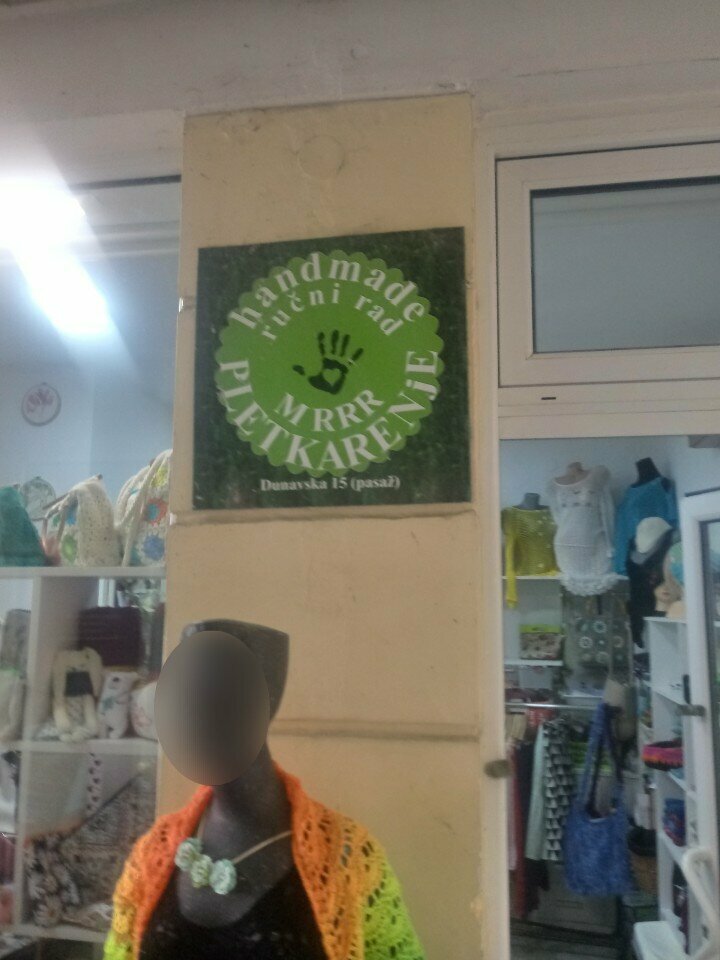 handmade
ručni rad
MRRR
PlETKARENjE
Dunavska 15 (pasaž)